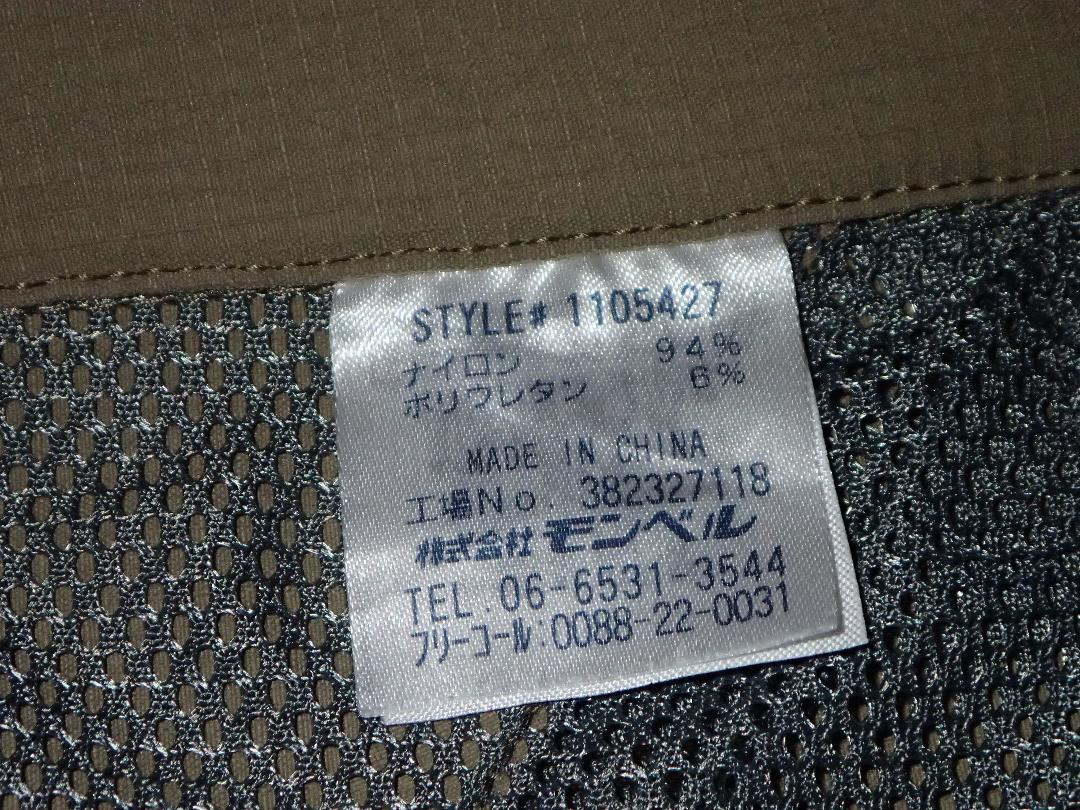 STYLE# 1105427
ナイロン 94%
ポリウレタン 6%
MADE IN CHINA
工場No. 382327118
株式会社モンベル
TEL.06-6531-3544
フリーコール:0088-22-0031